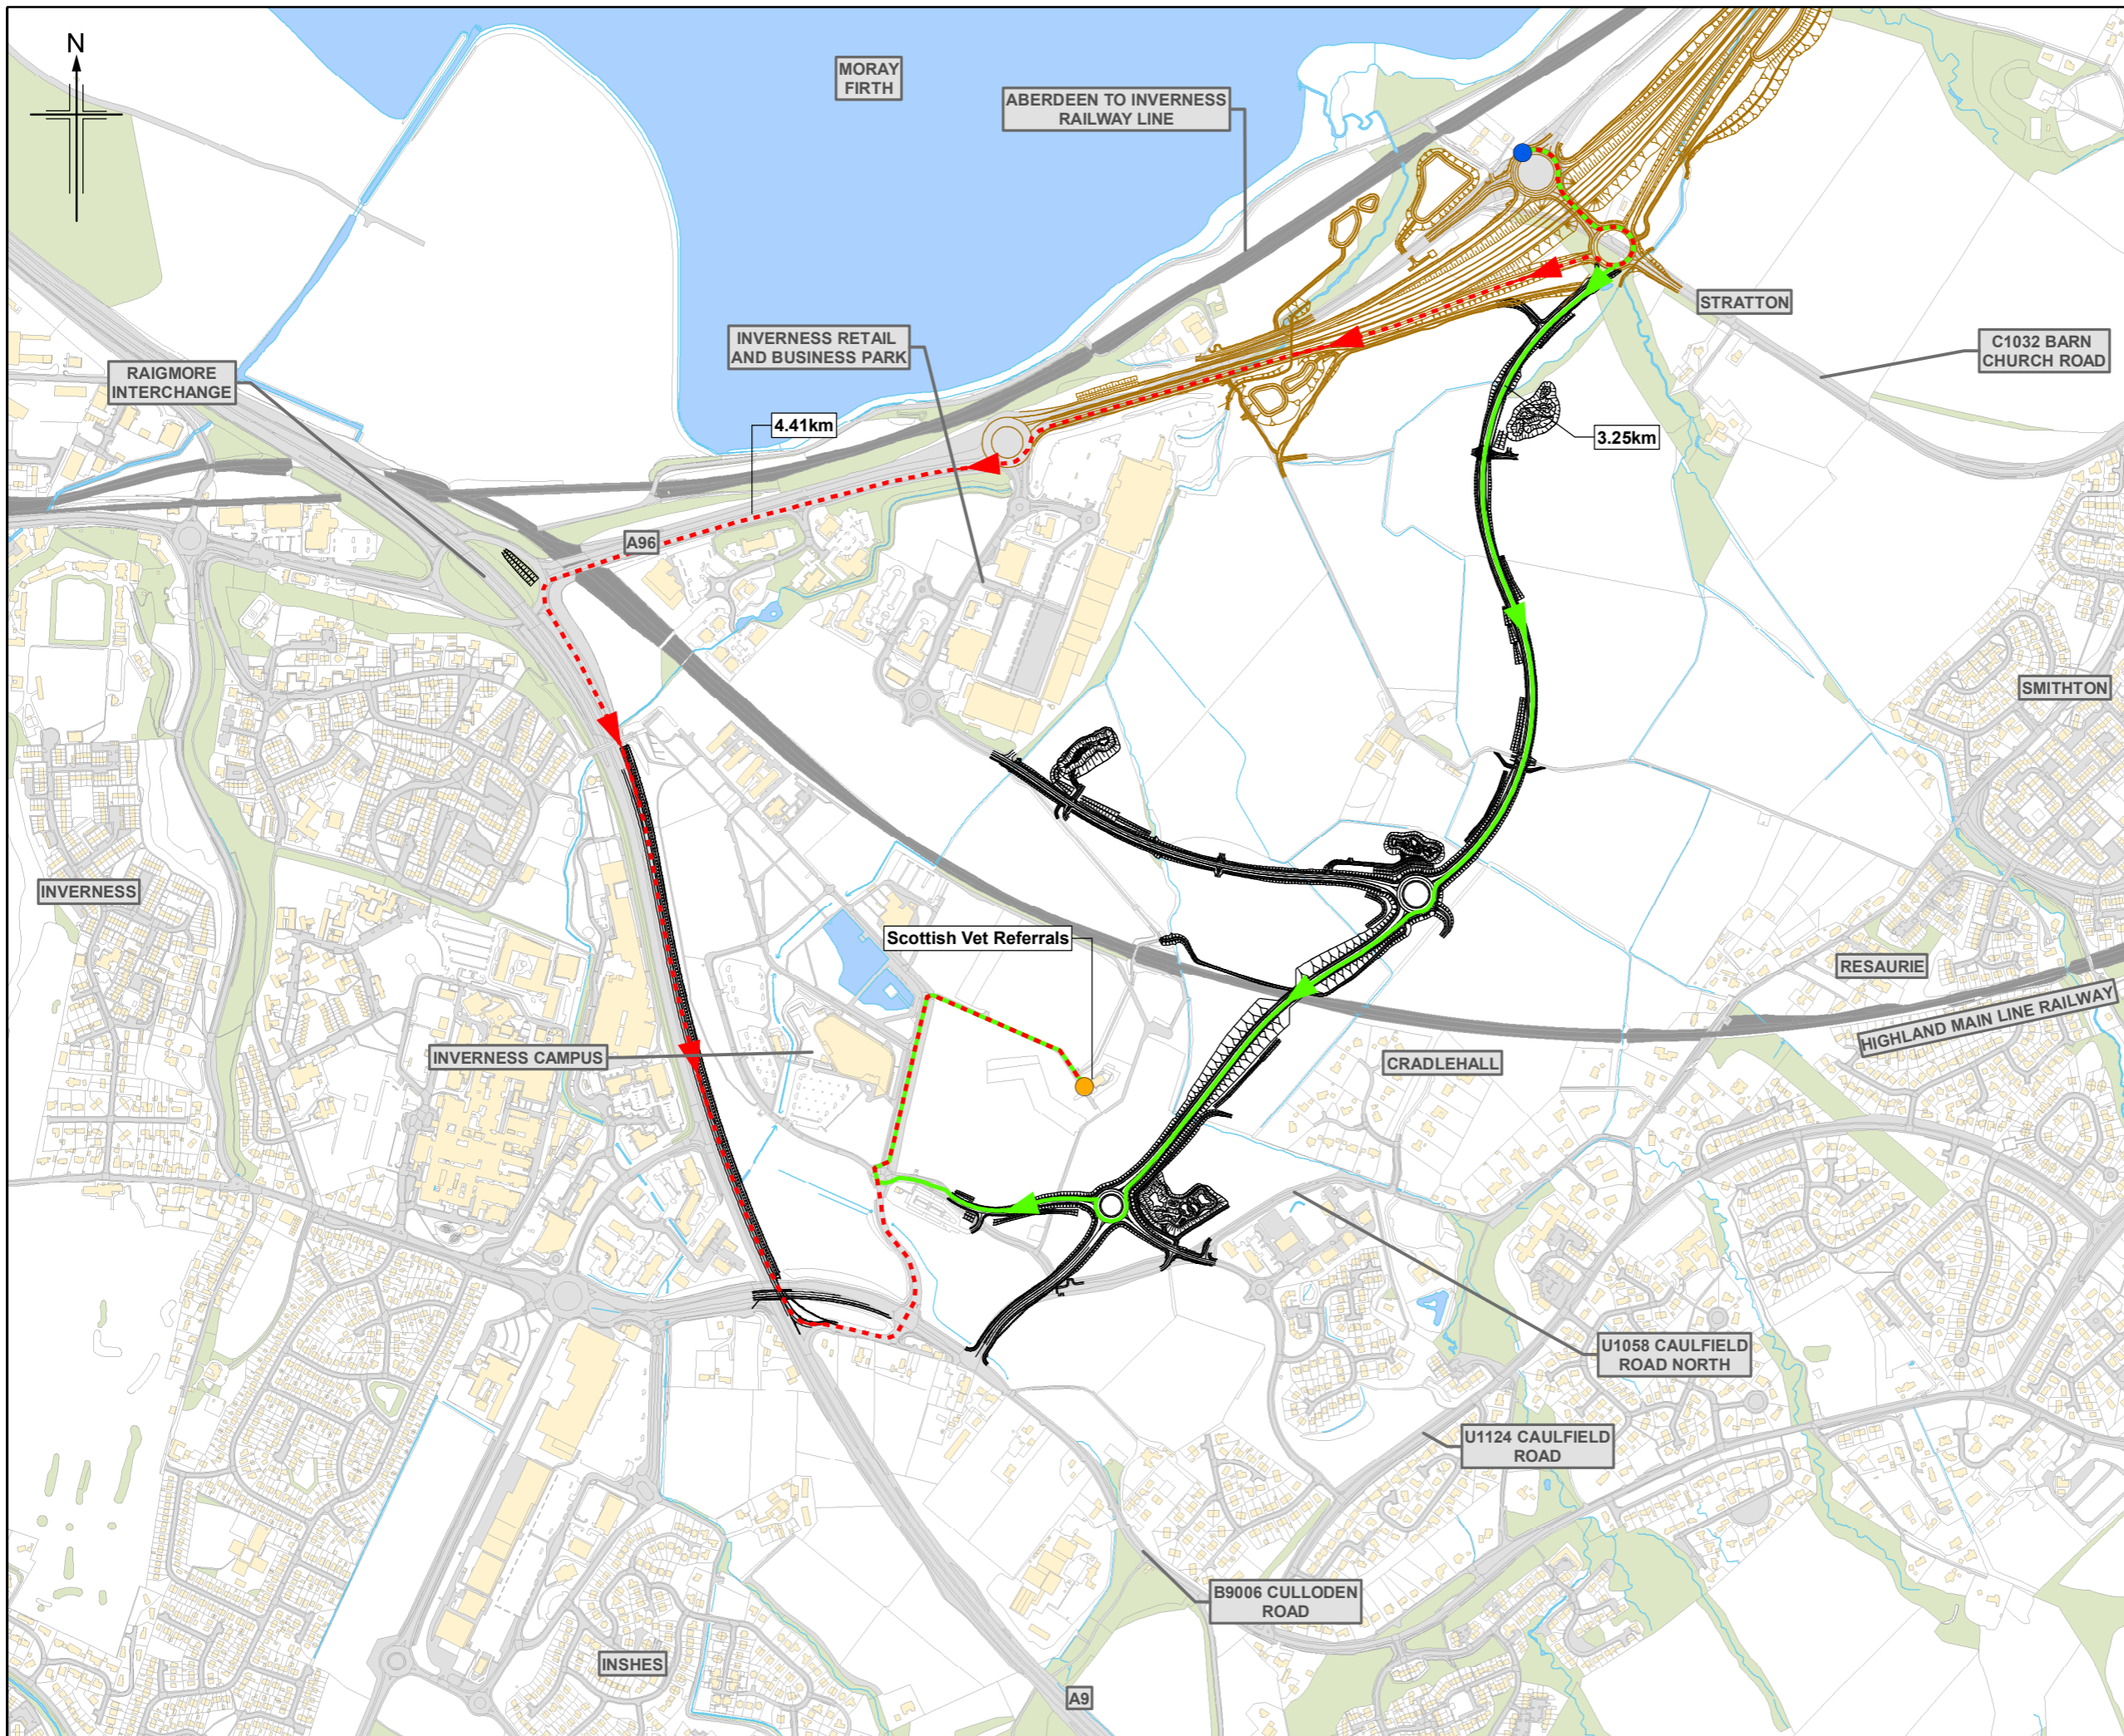 N
MORAY
FIRTH
ABERDEEN TO INVERNESS
RAILWAY LINE
STRATTON
C1032 BARN
CHURCH ROAD
INVERNESS RETAIL
AND BUSINESS PARK
RAIGMORE
INTERCHANGE
4.41km
3.25km
A96
SMITHTON
INVERNESS
Scottish Vet Referrals
RESAURIE
HIGHLAND MAIN LINE RAILWAY
INVERNESS CAMPUS
CRADLEHALL
U1058 CAULFIELD
ROAD NORTH
U1124 CAULFIELD
ROAD
B9006 CULLODEN
ROAD
INSHES
A9